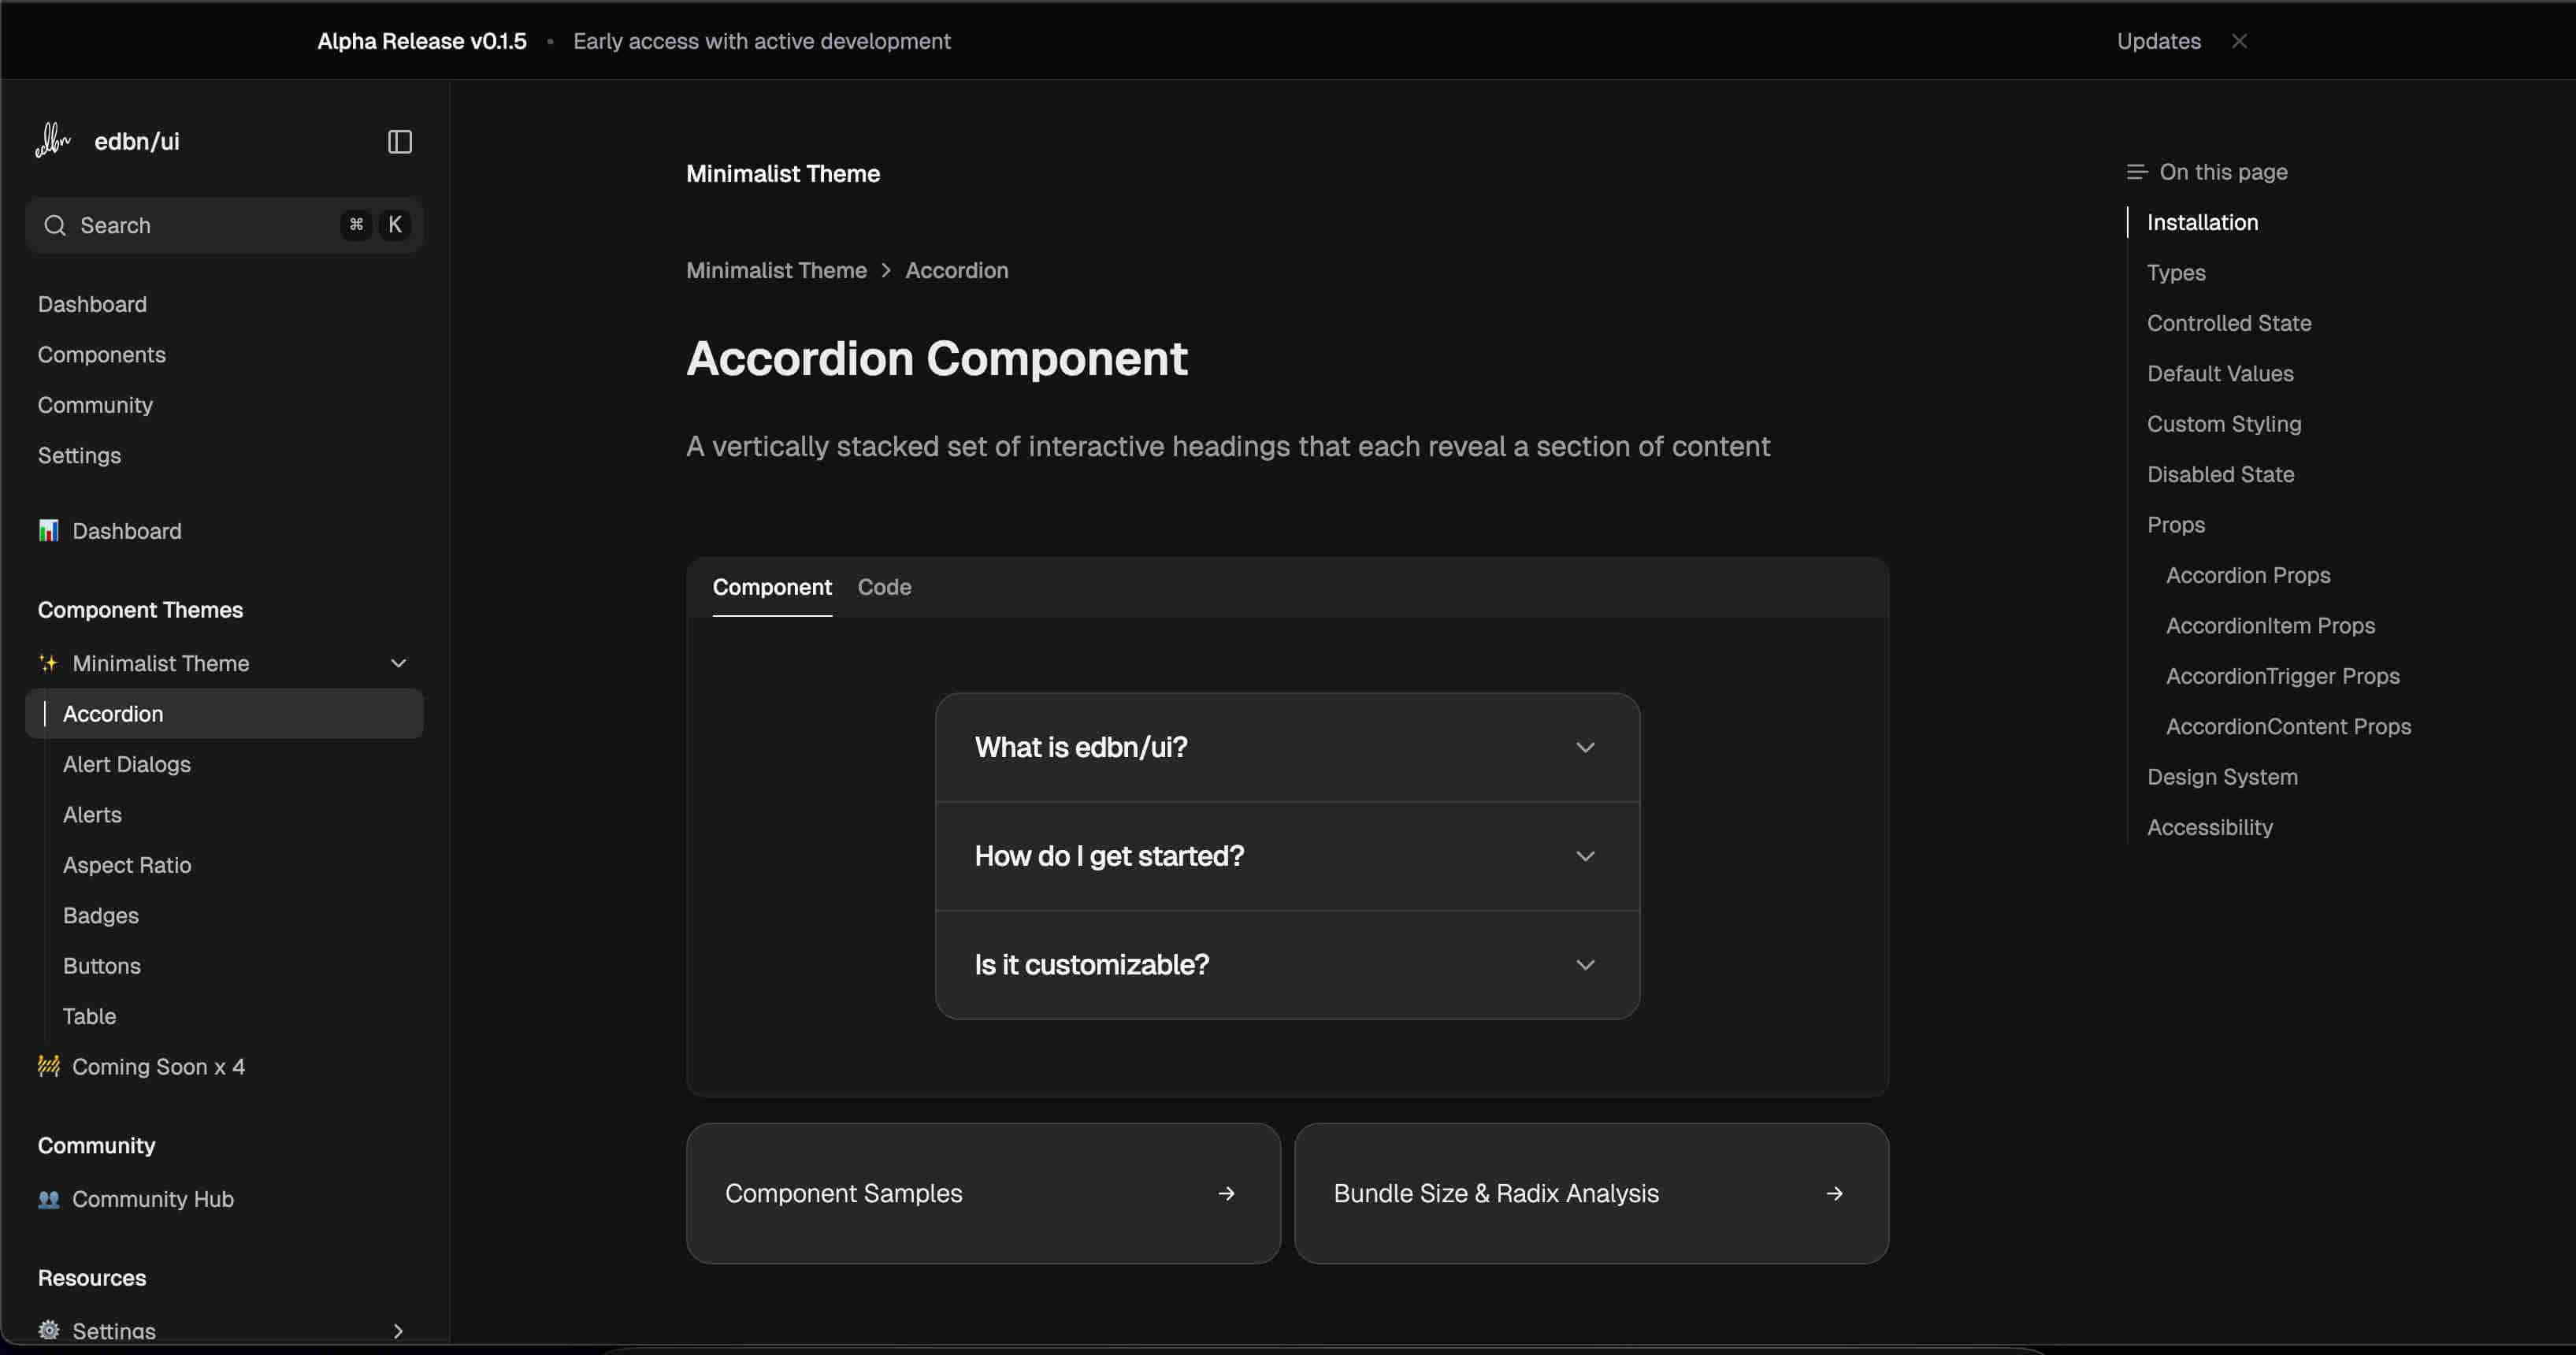 Alpha Release v0.1.5 • Early access with active development
Updates
edbn
edbn/ui
Search
⌘ K
Dashboard
Components
Community
Settings
Dashboard
Component Themes
Minimalist Theme
Accordion
Alert Dialogs
Alerts
Aspect Ratio
Badges
Buttons
Table
Coming Soon x 4
Community
Community Hub
Resources
Settings
Minimalist Theme
Minimalist Theme > Accordion
Accordion Component
A vertically stacked set of interactive headings that each reveal a section of content
Component Code
What is edbn/ui?
How do I get started?
Is it customizable?
Component Samples →
Bundle Size & Radix Analysis →
On this page
Installation
Types
Controlled State
Default Values
Custom Styling
Disabled State
Props
Accordion Props
AccordionItem Props
AccordionTrigger Props
AccordionContent Props
Design System
Accessibility